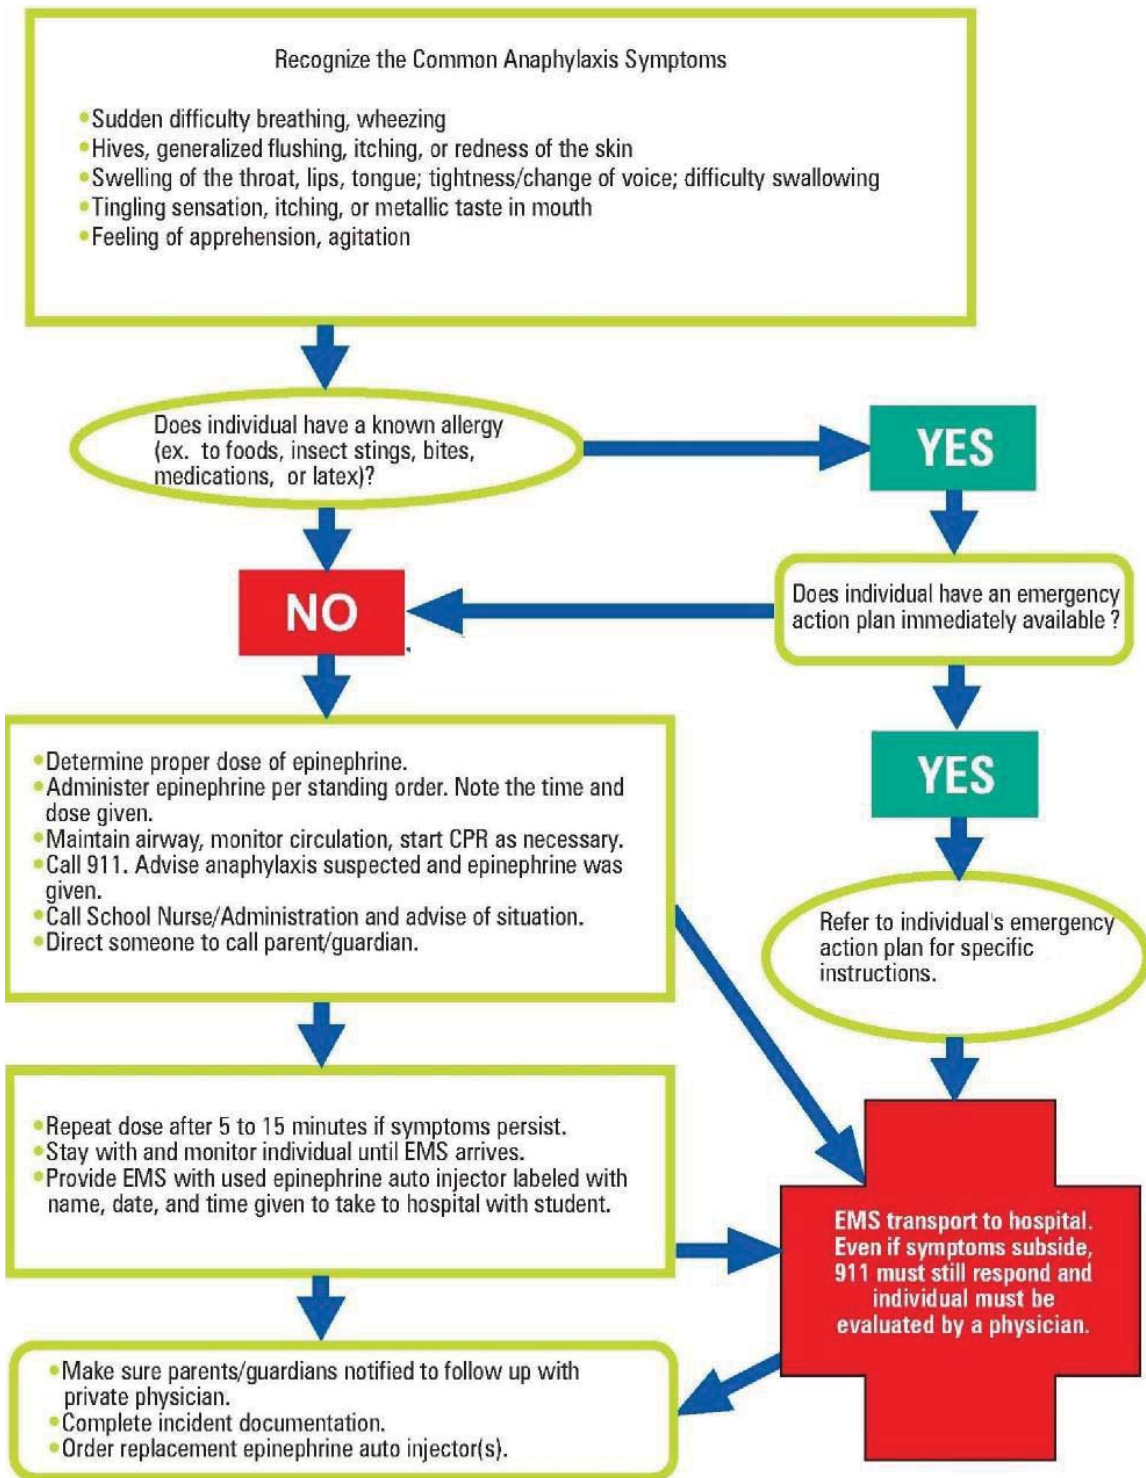 Recognize the Common Anaphylaxis Symptoms
•Sudden difficulty breathing, wheezing
•Hives, generalized flushing, itching, or redness of the skin
•Swelling of the throat, lips, tongue; tightness/change of voice; difficulty swallowing
•Tingling sensation, itching, or metallic taste in mouth
•Feeling of apprehension, agitation
Does individual have a known allergy
(ex. to foods, insect stings, bites,
medications, or latex)?
YES
NO
Does individual have an emergency
action plan immediately available ?
YES
•Determine proper dose of epinephrine.
•Administer epinephrine per standing order. Note the time and
dose given.
•Maintain airway, monitor circulation, start CPR as necessary.
•Call 911. Advise anaphylaxis suspected and epinephrine was
given.
•Call School Nurse/Administration and advise of situation.
•Direct someone to call parent/guardian.
Refer to individual's emergency
action plan for specific
instructions.
•Repeat dose after 5 to 15 minutes if symptoms persist.
•Stay with and monitor individual until EMS arrives.
•Provide EMS with used epinephrine auto injector labeled with
name, date, and time given to take to hospital with student.
EMS transport to hospital.
Even if symptoms subside,
911 must still respond and
individual must be
evaluated by a physician.
•Make sure parents/guardians notified to follow up with
private physician.
•Complete incident documentation.
•Order replacement epinephrine auto injector(s).